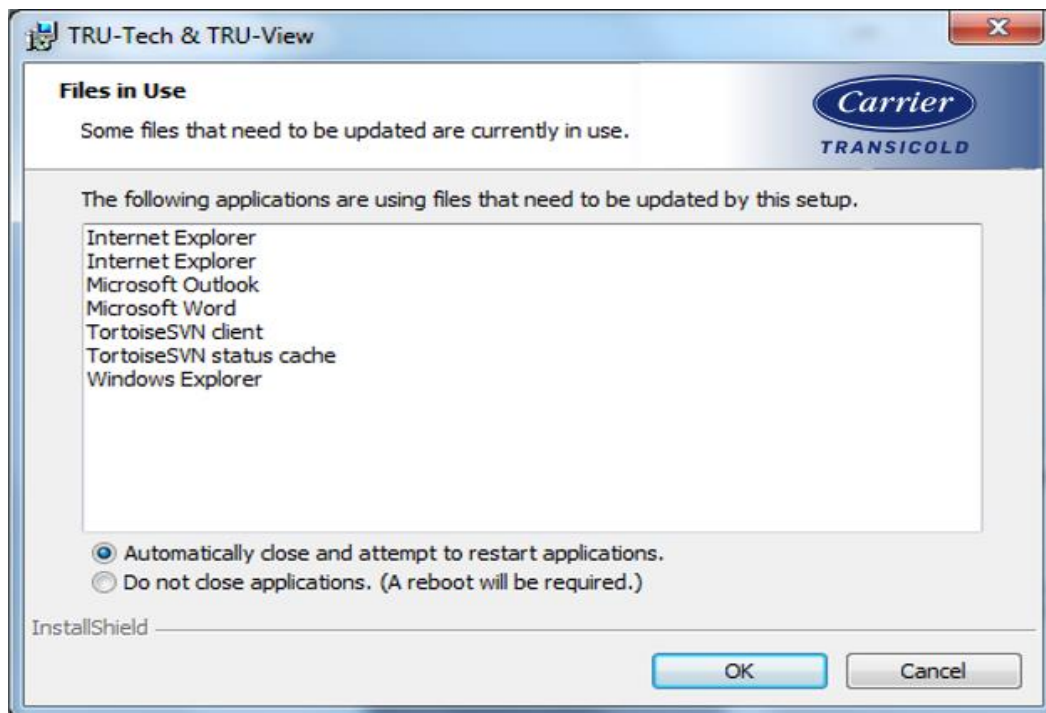 TRU-Tech & TRU-View
Files in Use
Some files that need to be updated are currently in use.
Carrier
TRANSICOLD
The following applications are using files that need to be updated by this setup.
Internet Explorer
Internet Explorer
Microsoft Outlook
Microsoft Word
TortoiseSVN client
TortoiseSVN status cache
Windows Explorer
Automatically close and attempt to restart applications.
Do not close applications. (A reboot will be required.)
InstallShield
OK
Cancel